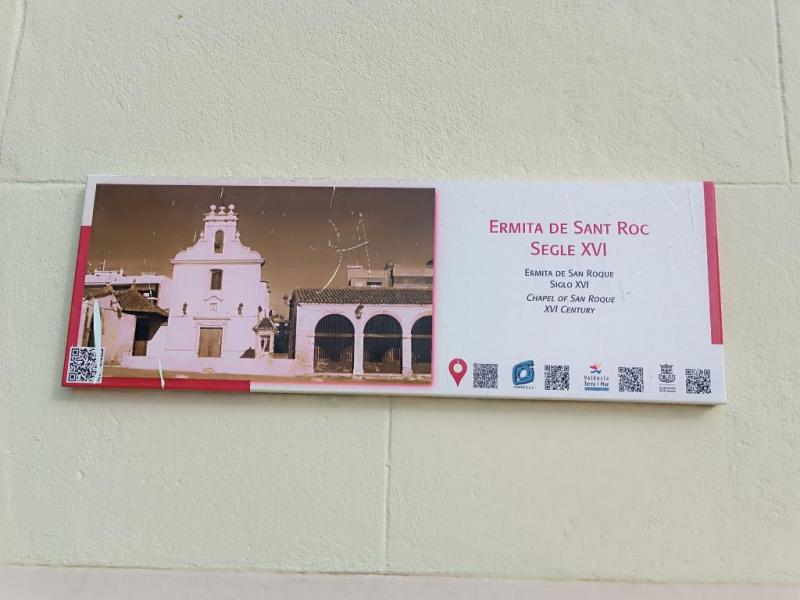 ERMITA DE SANT ROC
SEGLE XVI
ERMITA DE SAN ROQUE
SIGLO XVI
CHAPEL OF SAN ROQUE
XVI CENTURY
València
Terra i Mar